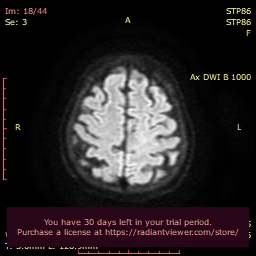 Im: 18/44
Se: 3
STP86
STP86
F
A
Ax DWI B 1000
R
L
You have 30 days left in your trial period.
Purchase a license at https://radiantviewer.com/store/